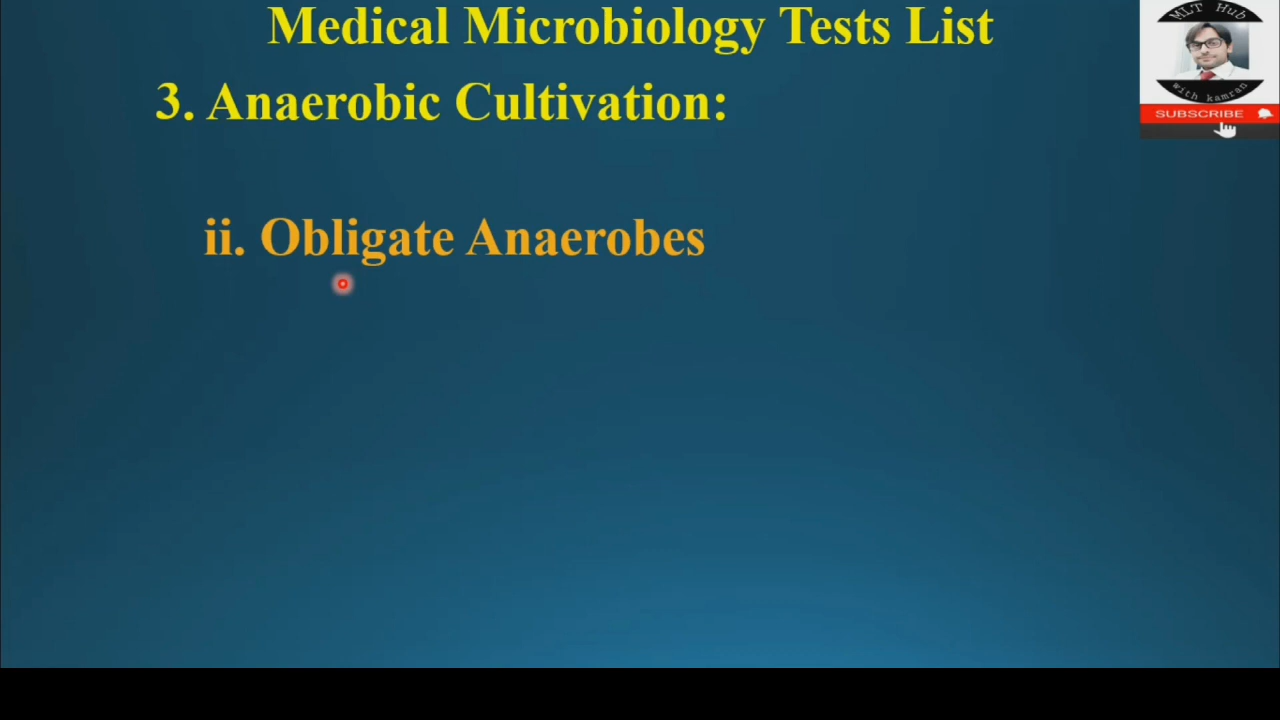 Medical Microbiology Tests List
MLT Hub
3. Anaerobic Cultivation:
with kamran
SUBSCRIBE
ii. Obligate Anaerobes